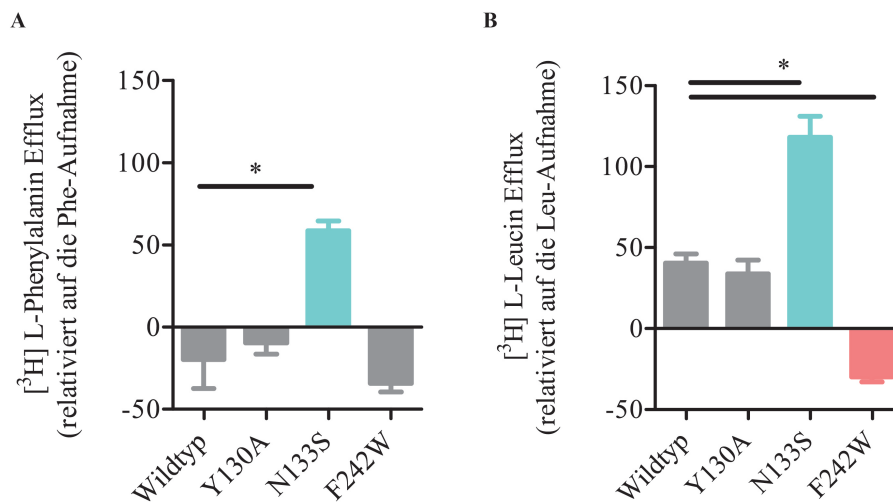 A
[³H] L-Phenylalanin Efflux
(relativiert auf die Phe-Aufnahme)
150
100
50
0
-50
*
Wildtyp
Y130A
N133S
F242W
B
[³H] L-Leucin Efflux
(relativiert auf die Leu-Aufnahme)
150
100
50
0
-50
*
Wildtyp
Y130A
N133S
F242W